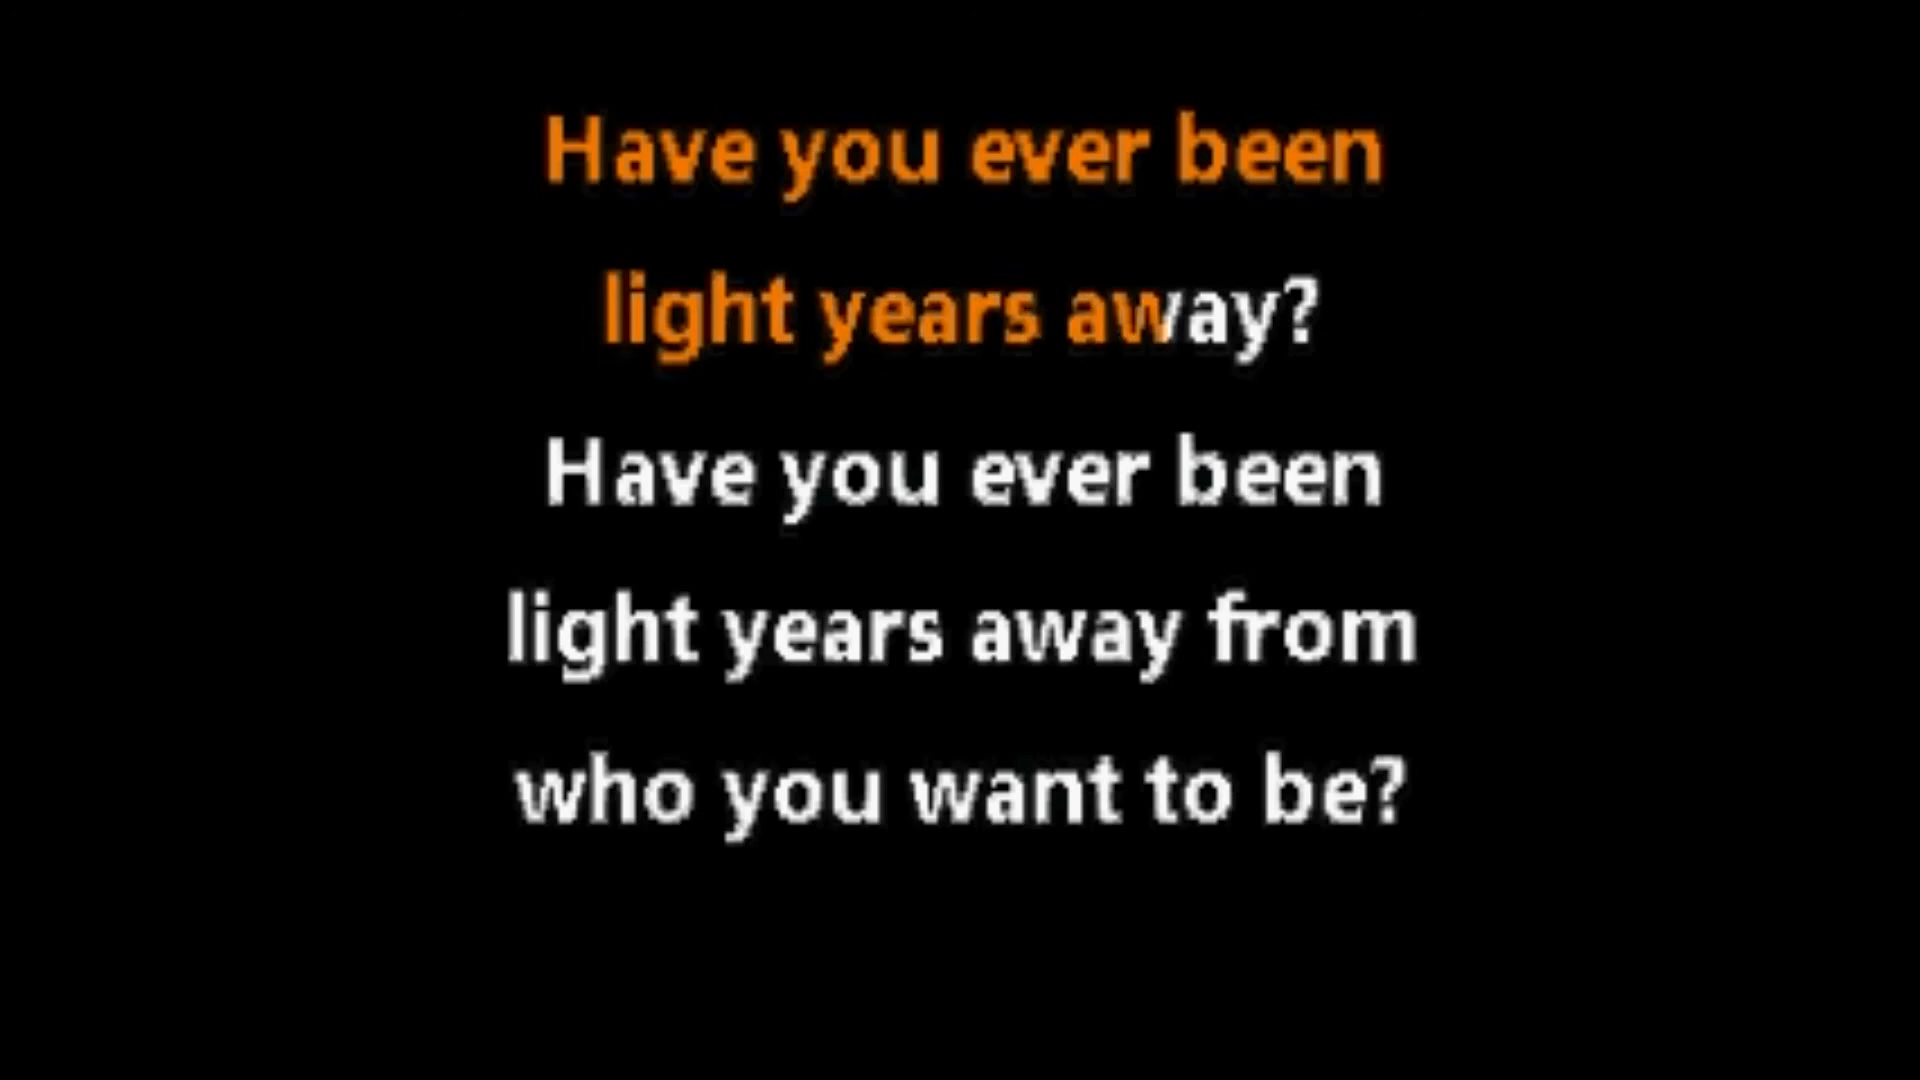 Have you ever been
light years away?
Have you ever been
light years away from
who you want to be?